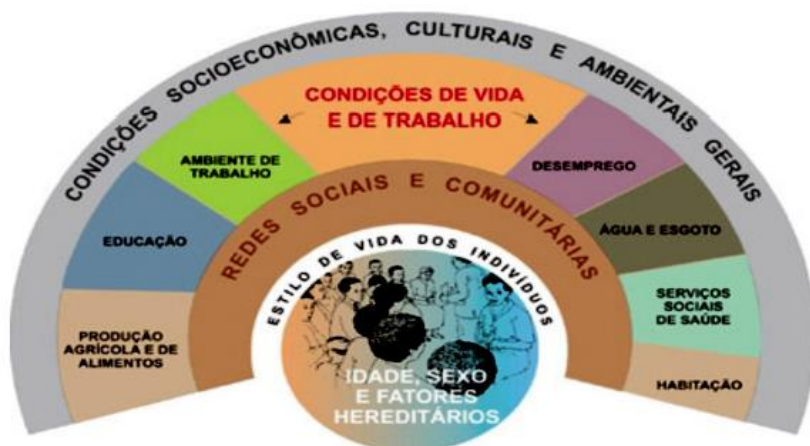 CONDIÇÕES SOCIOECONÔMICAS, CULTURAIS E AMBIENTAIS GERAIS
CONDIÇÕES DE VIDA
E DE TRABALHO
AMBIENTE DE
TRABALHO
DESEMPREGO
REDES SOCIAIS E COMUNITÁRIAS
EDUCAÇÃO
ÁGUA E ESGOTO
ESTILO DE VIDA DOS INDIVÍDUOS
PRODUÇÃO
AGRÍCOLA E DE
ALIMENTOS
SERVIÇOS
SOCIAIS
DE SAÚDE
HABITAÇÃO
IDADE, SEXO
E FATORES
HEREDITÁRIOS